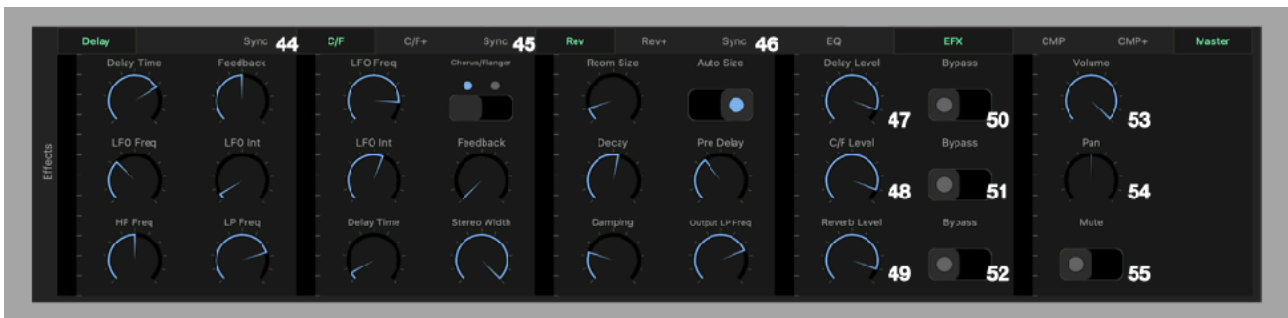 Delay Sync 44 C/F C/F+ Sync 45 Rev Rev+ Sync 46 EQ EFX CMP CMP+ Master
Delay Time Feedback LFO Freq Chorus/Flanger Room Size Auto Size Delay Level Bypass Volume
47 50 53
LFO Freq LFO Int LFO Int Feedback Decay Pre Delay C/F Level Bypass Pan
Effects
48 51 54
HF Freq LP Freq Delay Time Stereo Width Damping Output LP Freq Reverb Level Bypass Mute
49 52 55